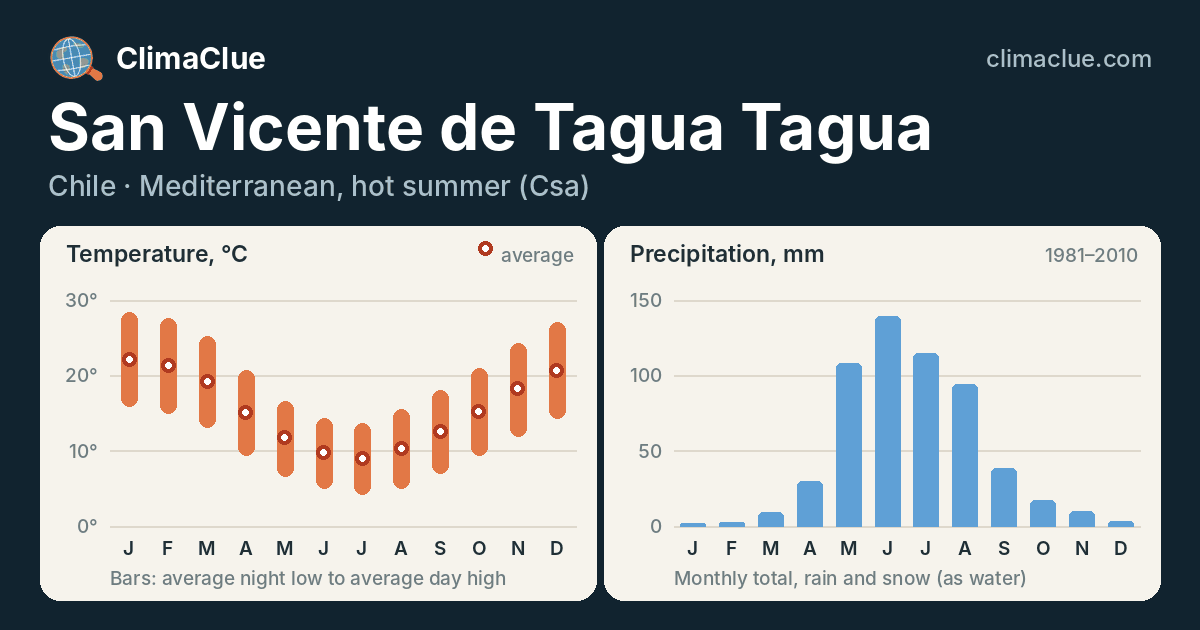 ClimaClue
climaclue.com
San Vicente de Tagua Tagua
Chile · Mediterranean, hot summer (Csa)
Temperature, °C
average
30°
20°
10°
0°
J F M A M J J A S O N D
Bars: average night low to average day high
Precipitation, mm
1981–2010
150
100
50
0
J F M A M J J A S O N D
Monthly total, rain and snow (as water)